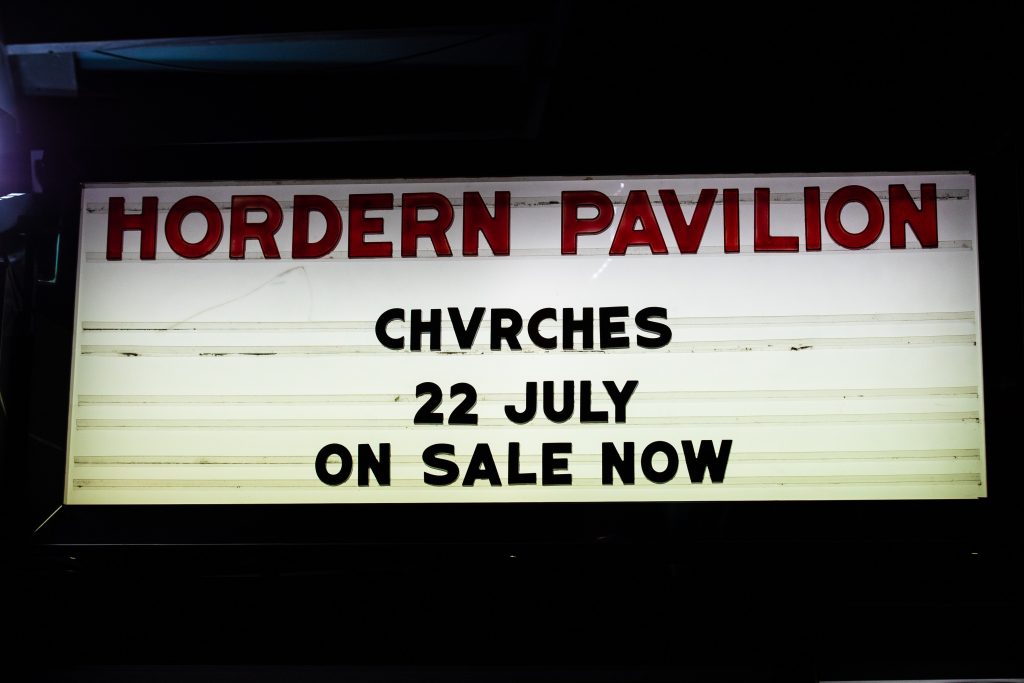 HORDERN PAVILION
CHVRCHES
22 JULY
ON SALE NOW